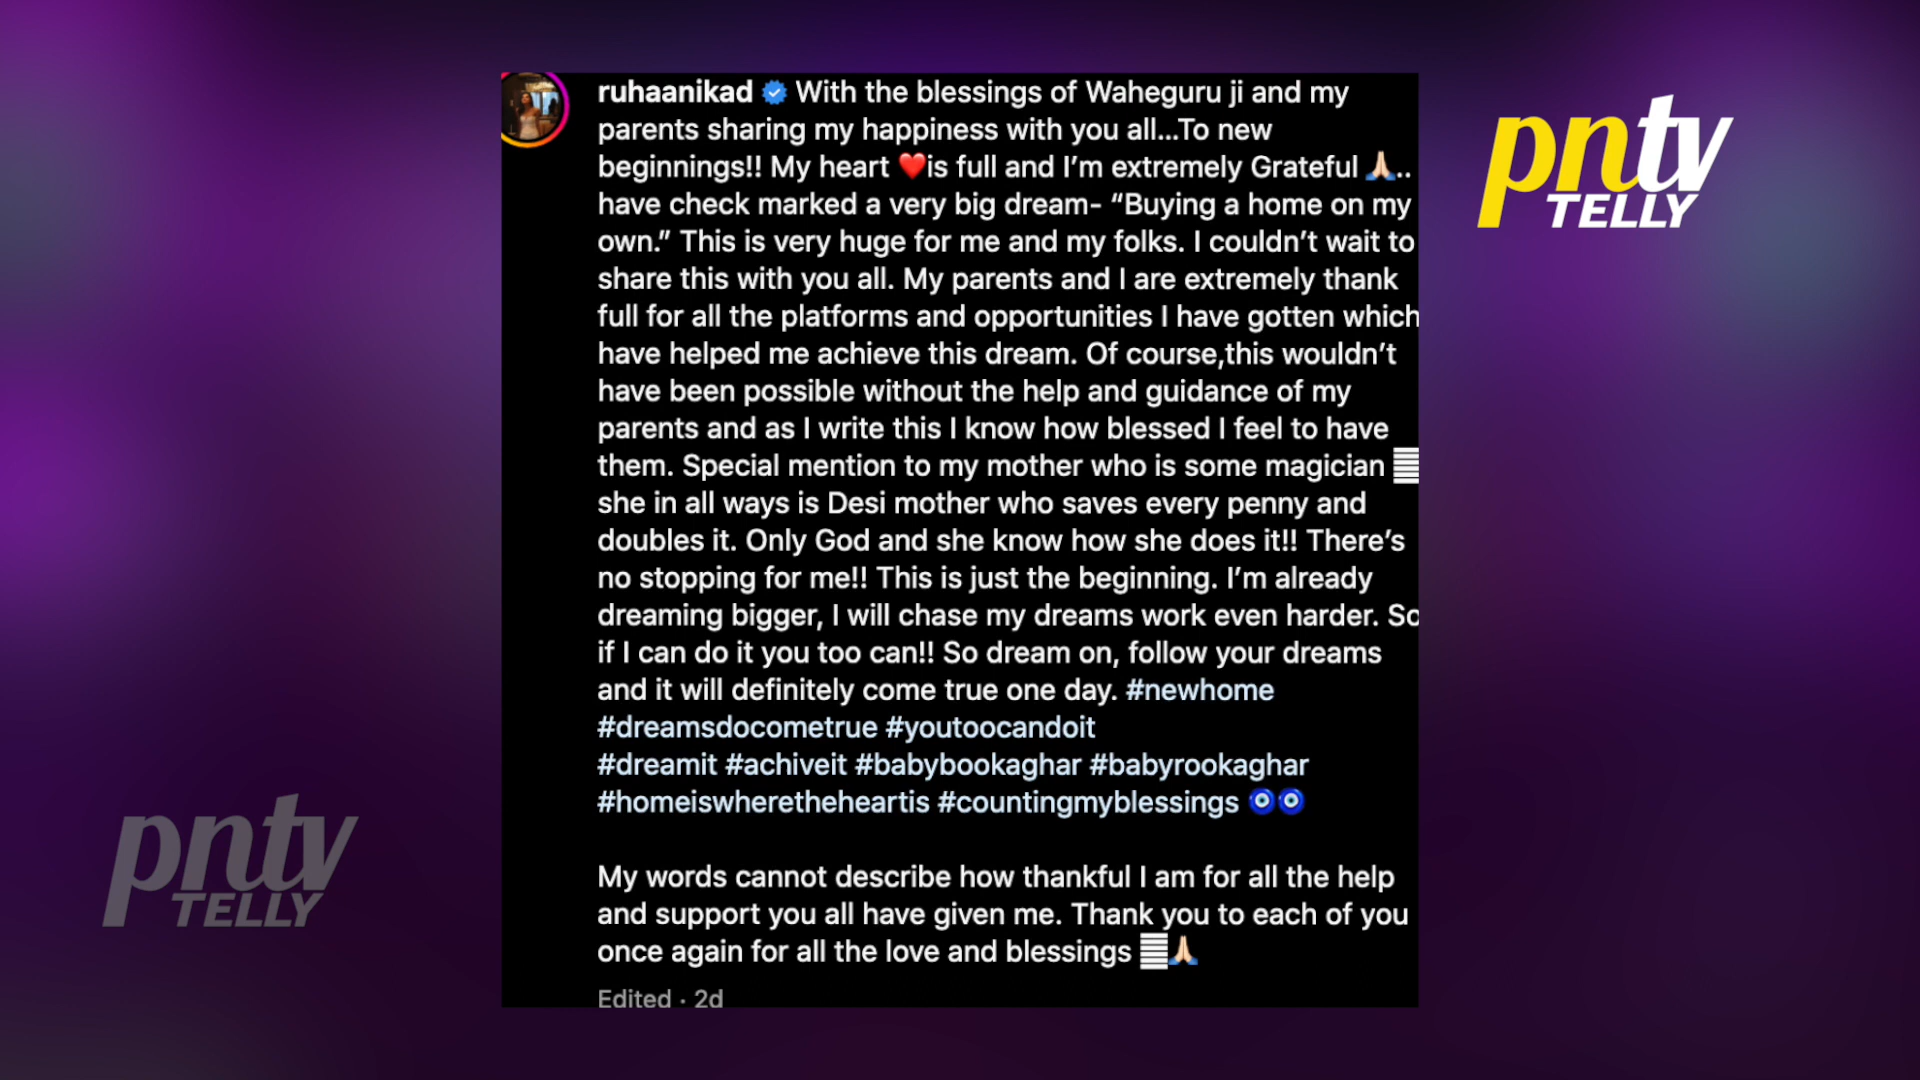 ruhaanikad With the blessings of Waheguru ji and my
parents sharing my happiness with you all...To new
beginnings!! My heart ❤️is full and I’m extremely Grateful 🙏🏻..
have check marked a very big dream- “Buying a home on my
own.” This is very huge for me and my folks. I couldn’t wait to
share this with you all. My parents and I are extremely thank
full for all the platforms and opportunities I have gotten which
have helped me achieve this dream. Of course,this wouldn’t
have been possible without the help and guidance of my
parents and as I write this I know how blessed I feel to have
them. Special mention to my mother who is some magician
she in all ways is Desi mother who saves every penny and
doubles it. Only God and she know how she does it!! There’s
no stopping for me!! This is just the beginning. I’m already
dreaming bigger, I will chase my dreams work even harder. So
if I can do it you too can!! So dream on, follow your dreams
and it will definitely come true one day. #newhome
#dreamsdocometrue #youtoocandoit
#dreamit #achiveit #babybookaghar #babyrookaghar
#homeiswheretheheartis #countingmyblessings 🧿🧿
My words cannot describe how thankful I am for all the help
and support you all have given me. Thank you to each of you
once again for all the love and blessings 🙏🏻
Edited · 2d
pntv
TELLY
pntv
TELLY